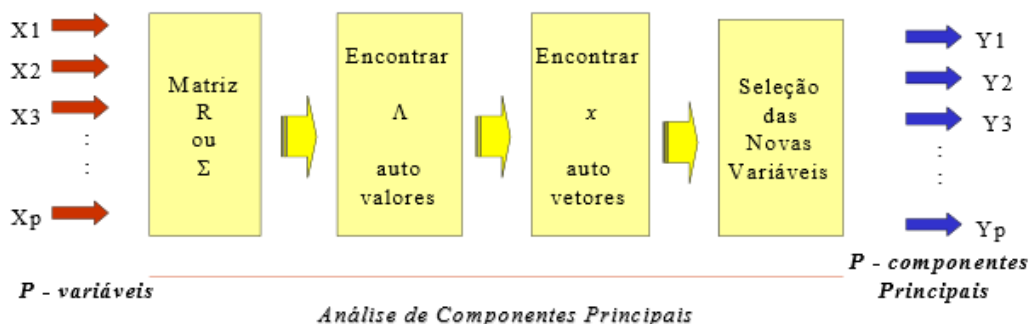 X1
X2
X3
:
:
Xp
P - variáveis
Matriz
R
ou
Σ
Encontrar
Λ
auto
valores
Encontrar
x
auto
vetores
Seleção
das
Novas
Variáveis
Y1
Y2
Y3
:
:
Yp
P - componentes
Principais
Análise de Componentes Principais